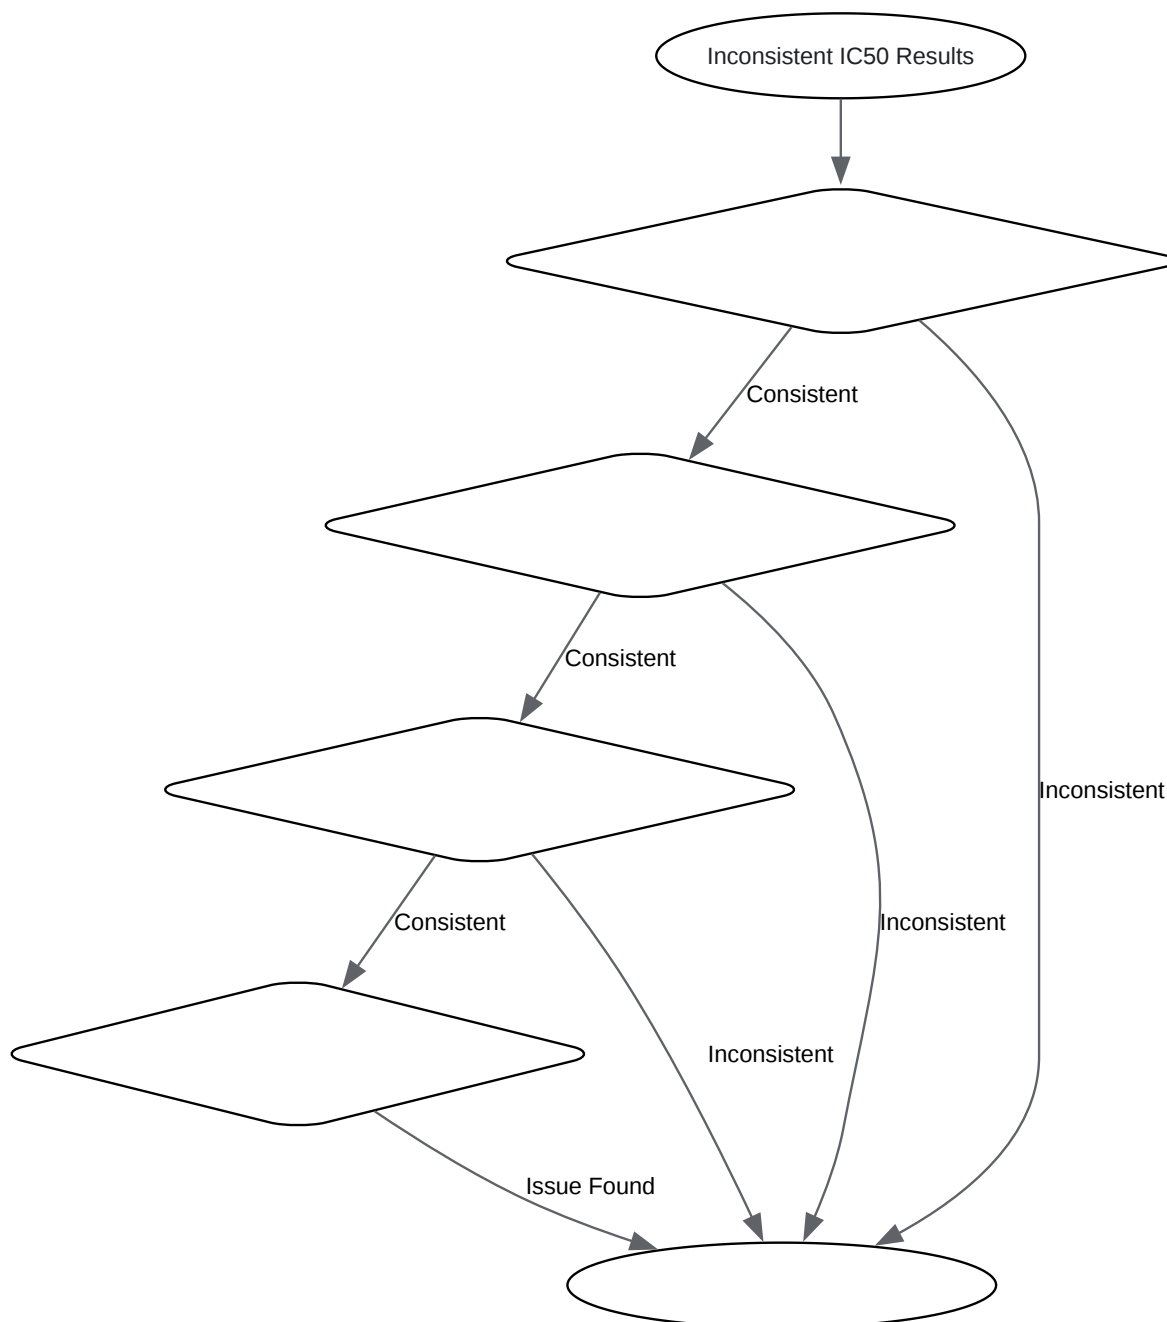 Inconsistent IC50 Results
Consistent
Consistent
Inconsistent
Consistent
Inconsistent
Inconsistent
Issue Found